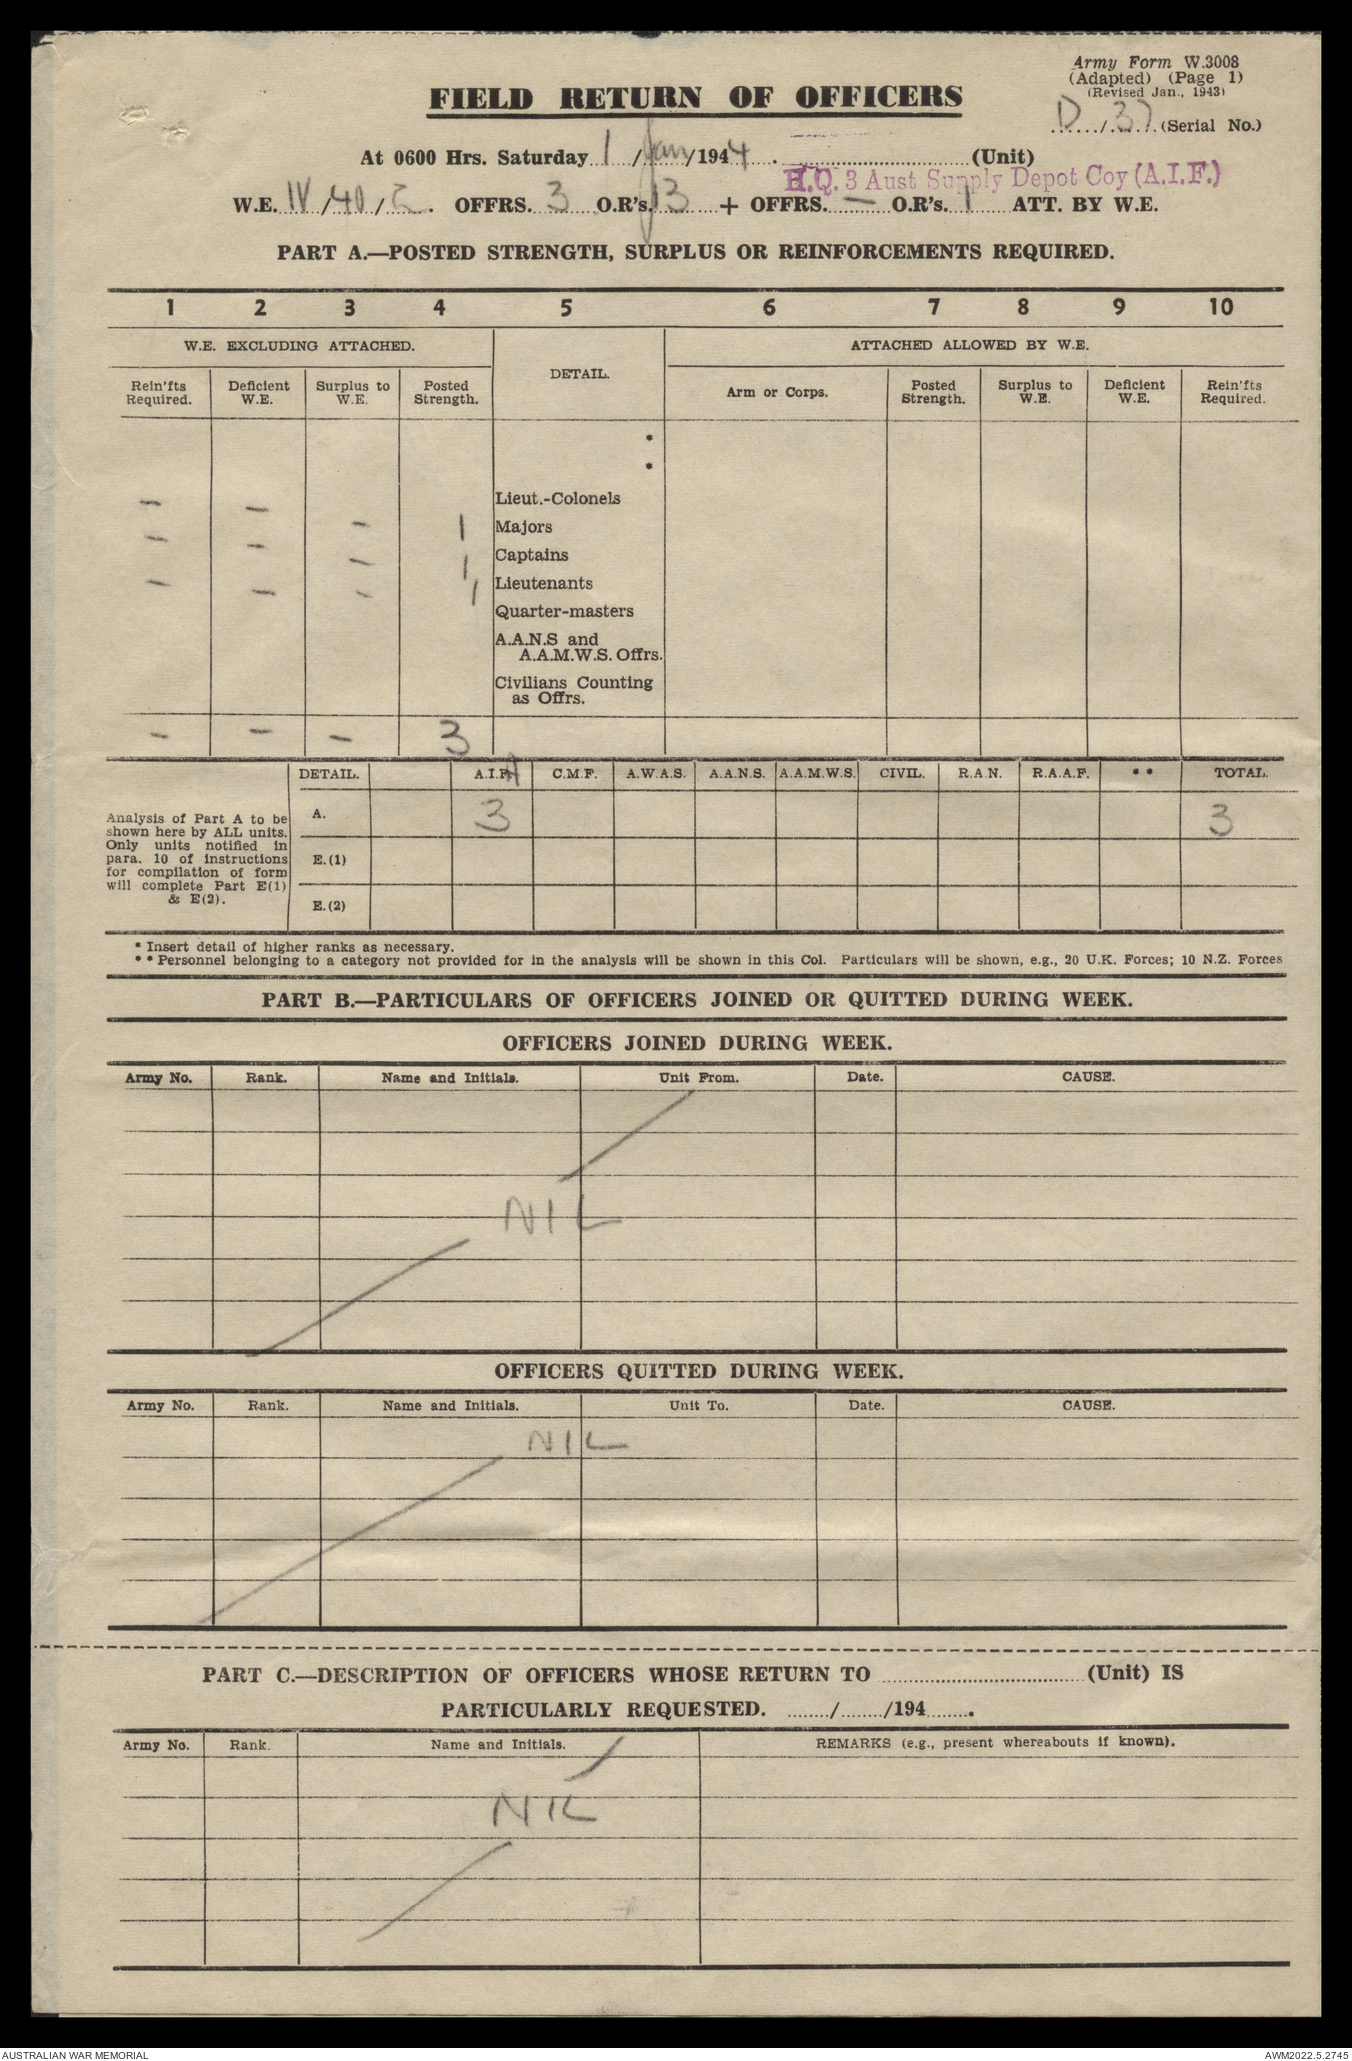 Army Form W.3008
(Adapted) (Page 1)
(Revised Jan., 1943)
FIELD RETURN OF OFFICERS
D/37 (Serial No.)
At 0600 Hrs. Saturday 1/Jan/1944. (Unit)
H.Q. 3 Aust Supply Depot Coy (A.I.F.)
W.E. IV/40/2. OFFRS. 3 O.R's. 13 + OFFRS. — O.R's. 1 ATT. BY W.E.
PART A.—POSTED STRENGTH, SURPLUS OR REINFORCEMENTS REQUIRED.
1 2 3 4 5 6 7 8 9 10
W.E. EXCLUDING ATTACHED. DETAIL. ATTACHED ALLOWED BY W.E.
Rein'fts Required. Deficient W.E. Surplus to W.E. Posted Strength. Arm or Corps. Posted Strength. Surplus to W.E. Deficient W.E. Rein'fts Required.
*
*
Lieut.-Colonels
– – – 1 Majors
– – – 1 Captains
– – – 1 Lieutenants
Quarter-masters
A.A.N.S and
A.A.M.W.S. Offrs.
Civilians Counting
as Offrs.
– – – 3
DETAIL. A.I.F. C.M.F. A.W.A.S. A.A.N.S. A.A.M.W.S. CIVIL. R.A.N. R.A.A.F. ** TOTAL.
Analysis of Part A to be
shown here by ALL units.
Only units notified in
para. 10 of instructions
for compilation of form
will complete Part E(1)
& E(2).
A. 3 3
E.(1)
E.(2)
* Insert detail of higher ranks as necessary.
** Personnel belonging to a category not provided for in the analysis will be shown in this Col. Particulars will be shown, e.g., 20 U.K. Forces; 10 N.Z. Forces
PART B.—PARTICULARS OF OFFICERS JOINED OR QUITTED DURING WEEK.
OFFICERS JOINED DURING WEEK.
Army No. Rank. Name and Initials. Unit From. Date. CAUSE.
NIL
OFFICERS QUITTED DURING WEEK.
Army No. Rank. Name and Initials. Unit To. Date. CAUSE.
NIL
PART C.—DESCRIPTION OF OFFICERS WHOSE RETURN TO (Unit) IS
PARTICULARLY REQUESTED. / /194 .
Army No. Rank. Name and Initials. REMARKS (e.g., present whereabouts if known).
NIL
AUSTRALIAN WAR MEMORIAL AWM2022.5.2745